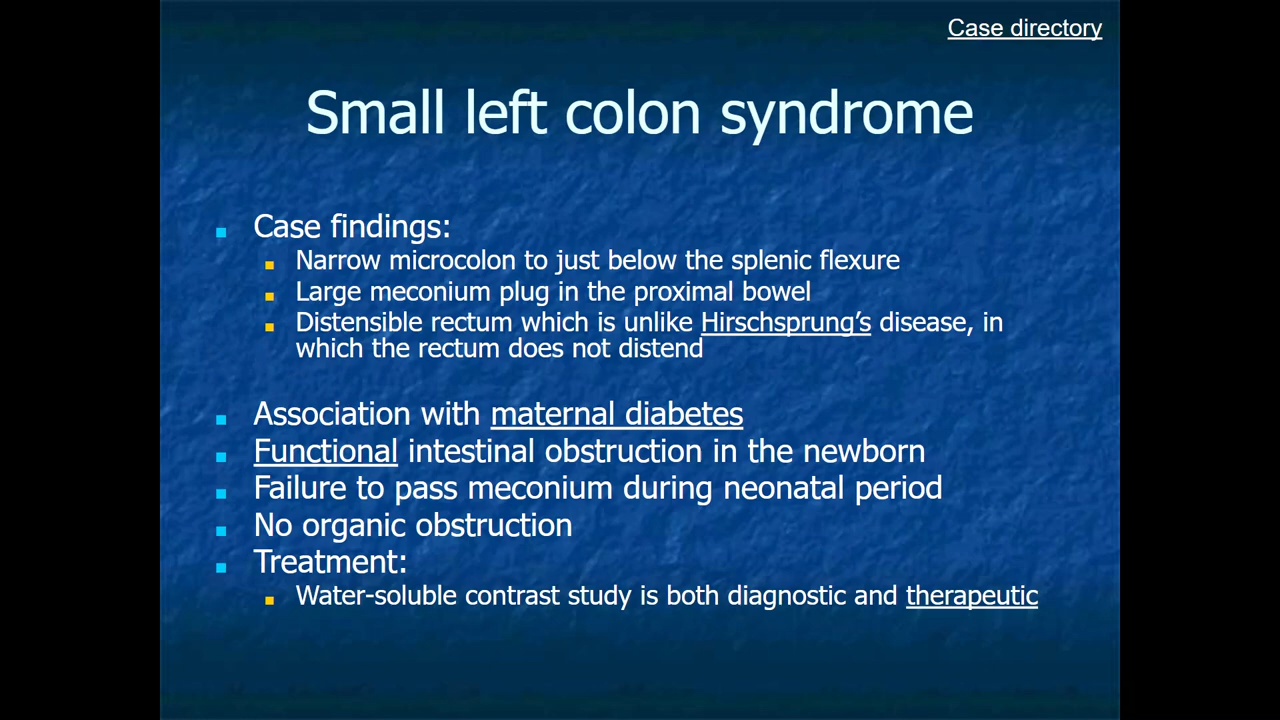 Case directory
Small left colon syndrome
Case findings:
Narrow microcolon to just below the splenic flexure
Large meconium plug in the proximal bowel
Distensible rectum which is unlike Hirschsprung’s disease, in
which the rectum does not distend
Association with maternal diabetes
Functional intestinal obstruction in the newborn
Failure to pass meconium during neonatal period
No organic obstruction
Treatment:
Water-soluble contrast study is both diagnostic and therapeutic